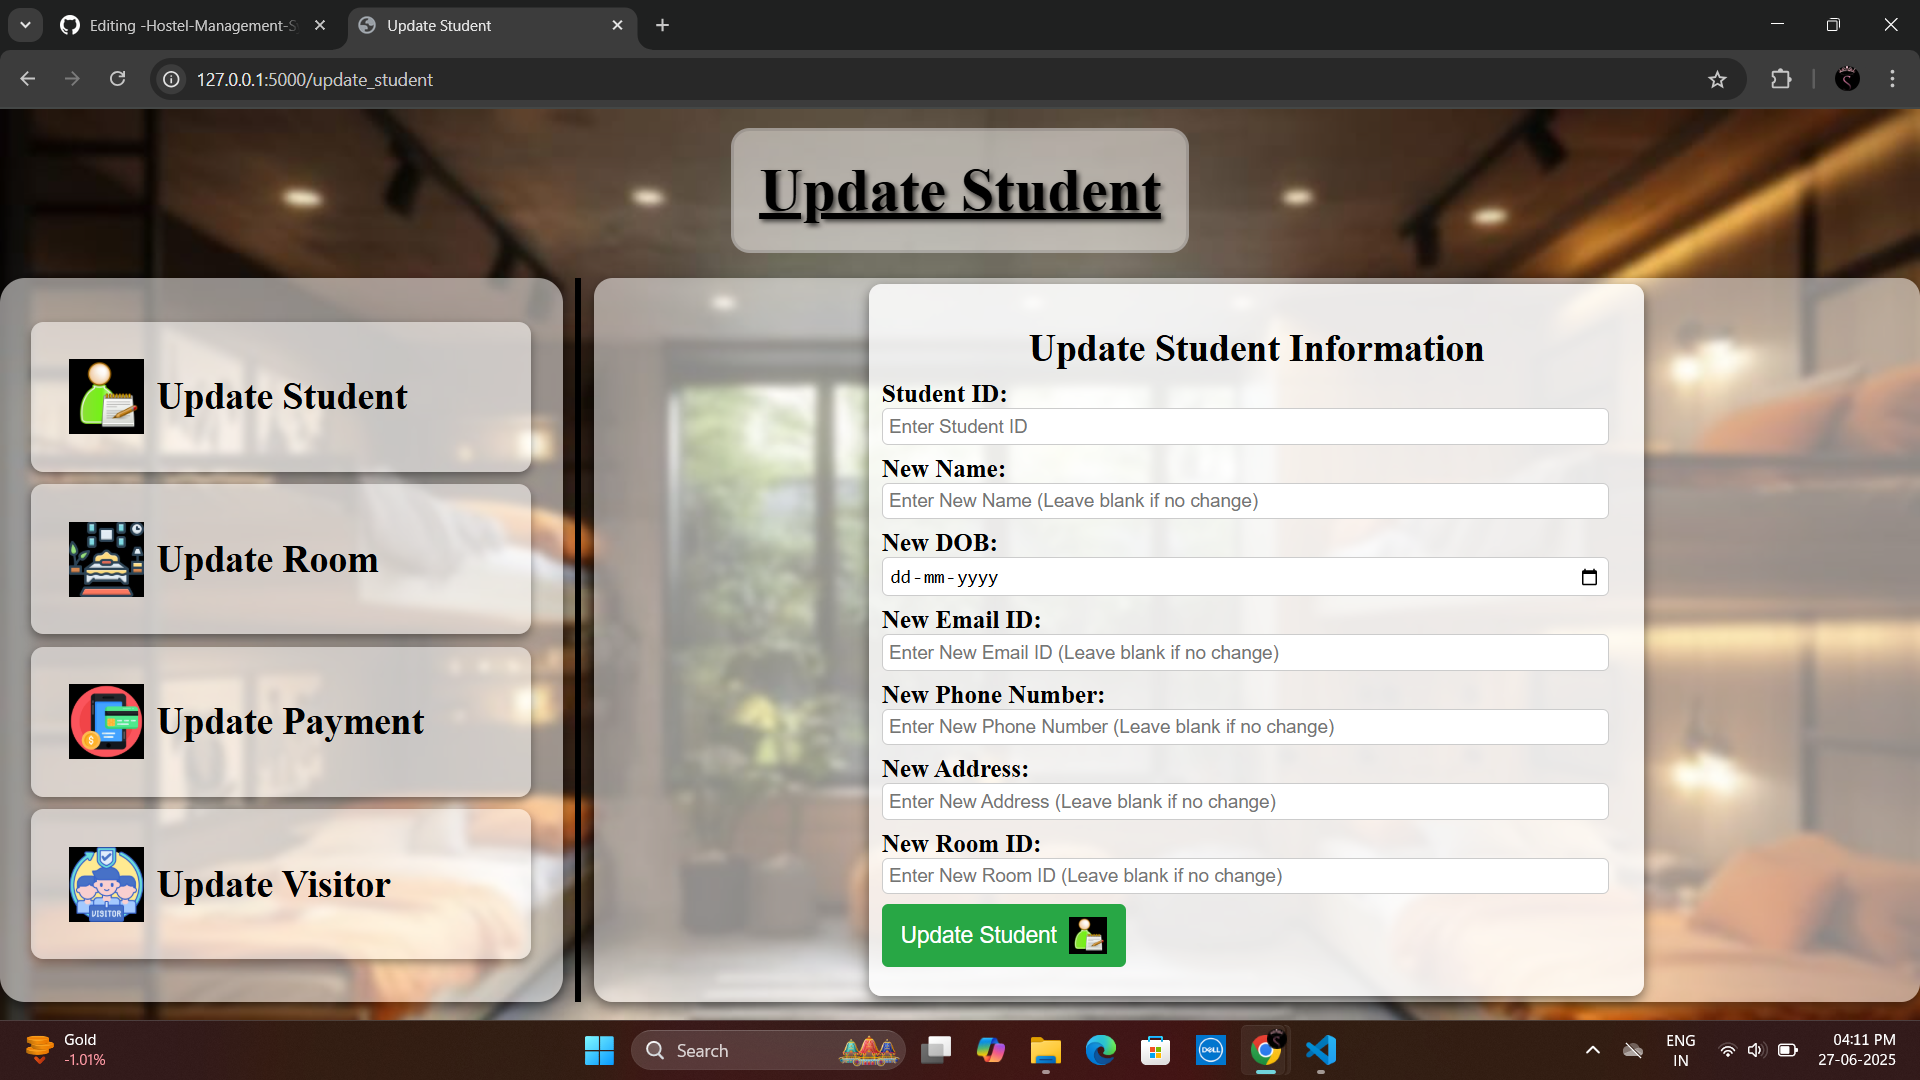 Editing -Hostel-Management-S
Update Student
127.0.0.1:5000/update_student
Update Student
Update Student
Update Room
Update Payment
VISITOR
Update Visitor
Update Student Information
Student ID:
Enter Student ID
New Name:
Enter New Name (Leave blank if no change)
New DOB:
dd-mm-yyyy
New Email ID:
Enter New Email ID (Leave blank if no change)
New Phone Number:
Enter New Phone Number (Leave blank if no change)
New Address:
Enter New Address (Leave blank if no change)
New Room ID:
Enter New Room ID (Leave blank if no change)
Update Student
Gold
-1.01%
Search
DELL
ENG
IN
04:11 PM
27-06-2025